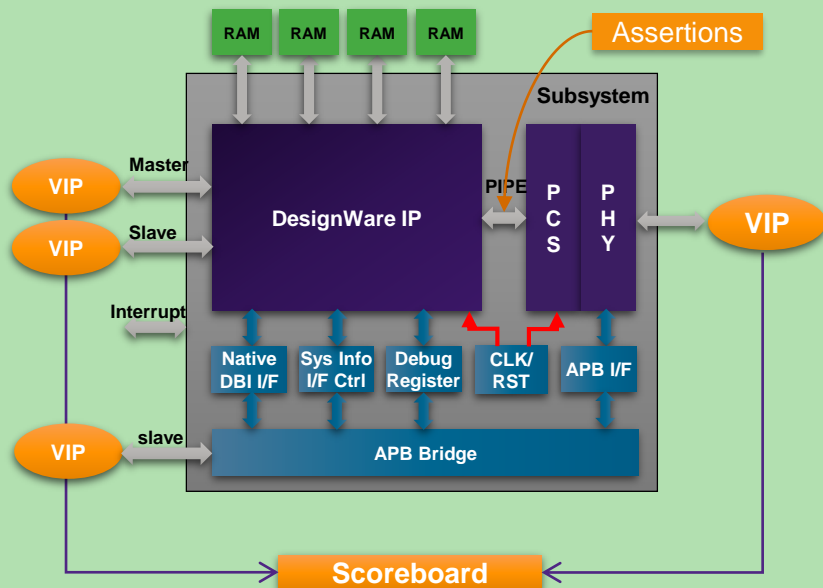 RAM
RAM
RAM
RAM
Assertions
Subsystem
Master
VIP
PIPE
DesignWare IP
P
C
S
P
H
Y
VIP
Slave
VIP
Interrupt
Native
DBI I/F
Sys Info
I/F Ctrl
Debug
Register
CLK/
RST
APB I/F
slave
VIP
APB Bridge
Scoreboard